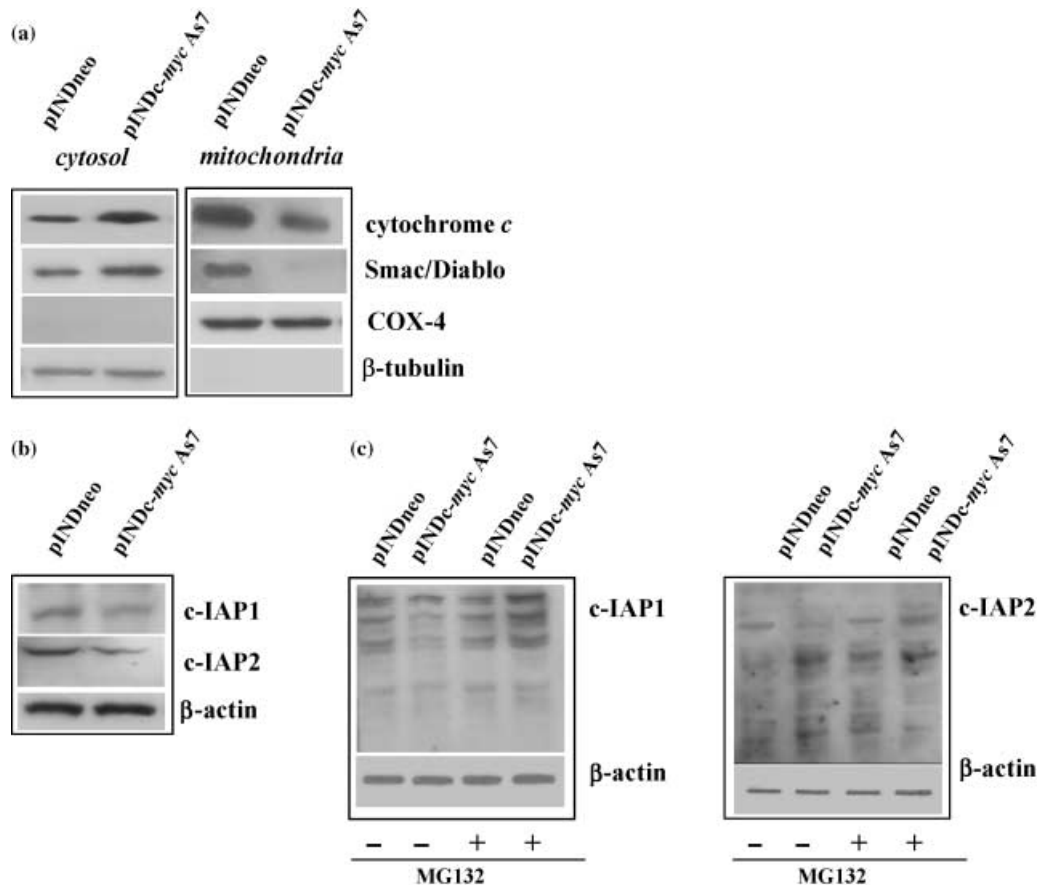 (a)
pINDneo
pINDc-myc As7
pINDneo
pINDc-myc As7
cytosol
mitochondria
cytochrome c
Smac/Diablo
COX-4
β-tubulin
(b)
pINDneo
pINDc-myc As7
c-IAP1
c-IAP2
β-actin
(c)
pINDneo
pINDc-myc As7
pINDneo
pINDc-myc As7
c-IAP1
β-actin
– – + +
MG132
pINDneo
pINDc-myc As7
pINDneo
pINDc-myc As7
c-IAP2
β-actin
– – + +
MG132